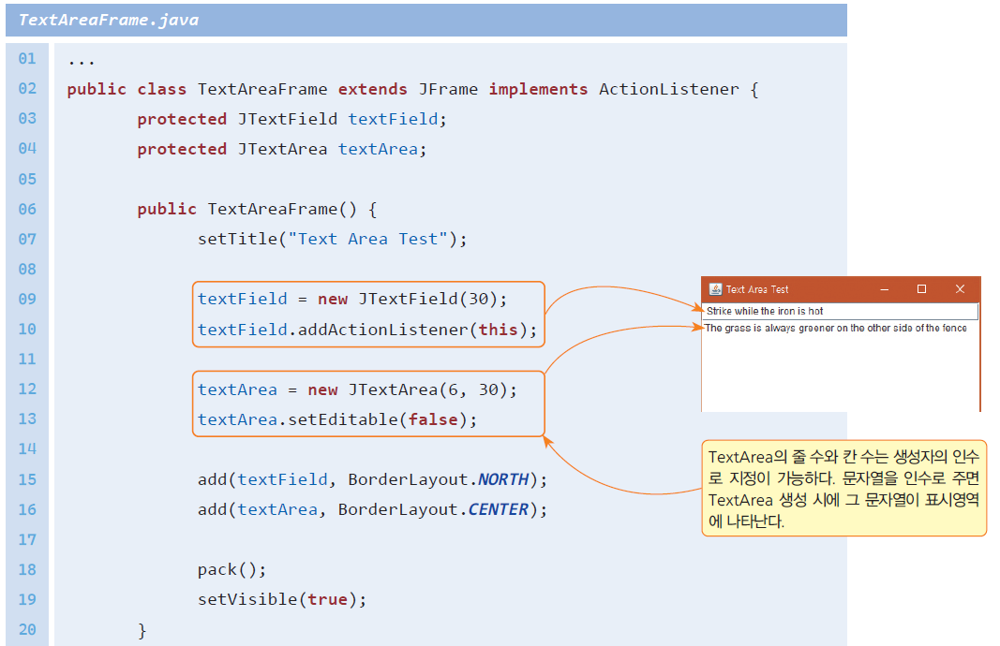 TextAreaFrame.java
01 ...
02 public class TextAreaFrame extends JFrame implements ActionListener {
03 protected JTextField textField;
04 protected JTextArea textArea;
05
06 public TextAreaFrame() {
07 setTitle("Text Area Test");
08
09 textField = new JTextField(30);
10 textField.addActionListener(this);
11
12 textArea = new JTextArea(6, 30);
13 textArea.setEditable(false);
14
15 add(textField, BorderLayout.NORTH);
16 add(textArea, BorderLayout.CENTER);
17
18 pack();
19 setVisible(true);
20 }
Text Area Test
Strike while the iron is hot
The grass is always greener on the other side of the fence
TextArea의 줄 수와 칸 수는 생성자의 인수
로 지정이 가능하다. 문자열을 인수로 주면
TextArea 생성 시에 그 문자열이 표시영역
에 나타난다.